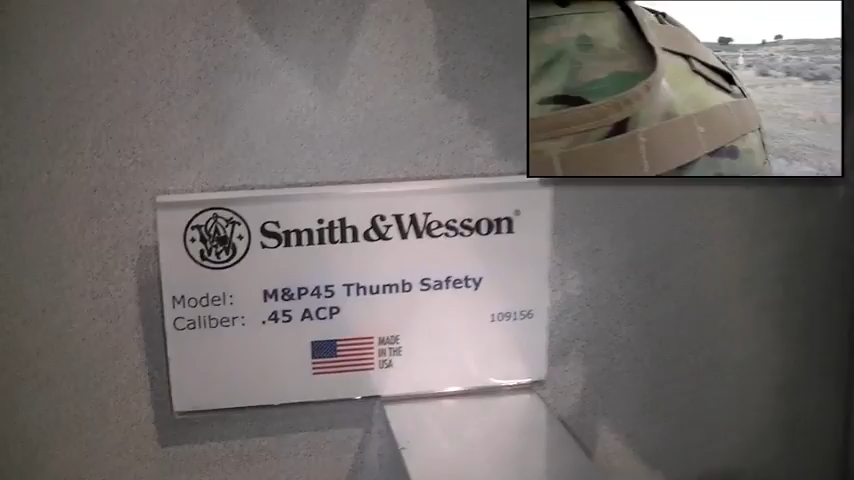 Smith & Wesson®
Model: M&P45 Thumb Safety
Caliber: .45 ACP
109156
MADE
IN THE
USA